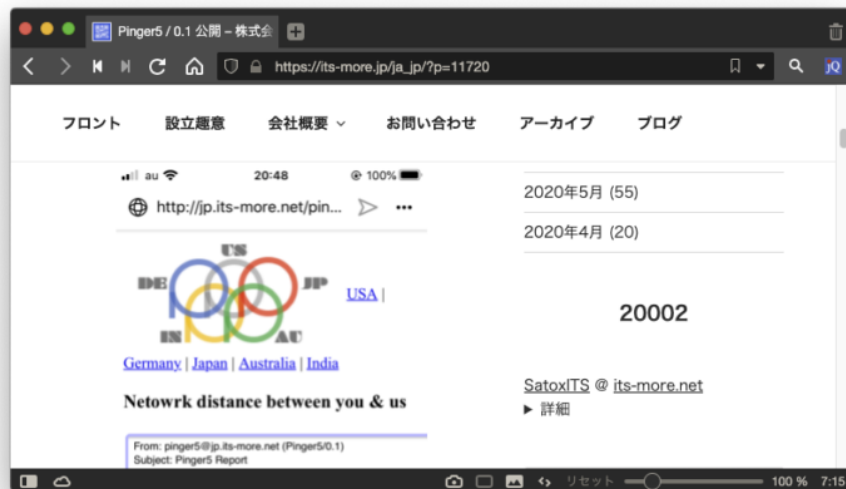 Pinger5 / 0.1 公開 – 株式会
https://its-more.jp/ja_jp/?p=11720
jQ
フロント 設立趣意 会社概要 お問い合わせ アーカイブ ブログ
au 20:48 100%
http://jp.its-more.net/pin...
US
DE JP
IN AU
USA |
Germany | Japan | Australia | India
Netowrk distance between you & us
From: pinger5@jp.its-more.net (Pinger5/0.1)
Subject: Pinger5 Report
2020年5月 (55)
2020年4月 (20)
20002
SatoxITS @ its-more.net
▶ 詳細
リセット 100 % 7:15